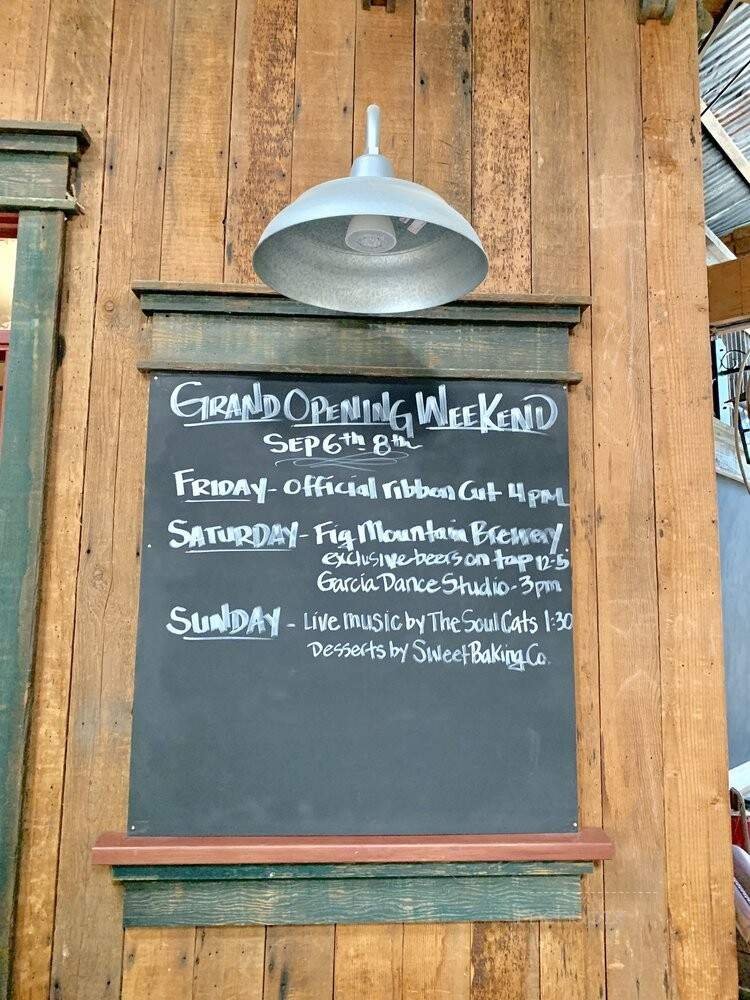 GRAND OPENING WEEKEND
SEP 6th - 8th
FRIDAY - Official ribbon Cut 4pm
SATURDAY - Fig Mountain Brewery
exclusive beers on tap 12-5
Garcia Dance Studio - 3pm
SUNDAY - Live music by The Soul Cats 1:30
Desserts by Sweet Baking Co.